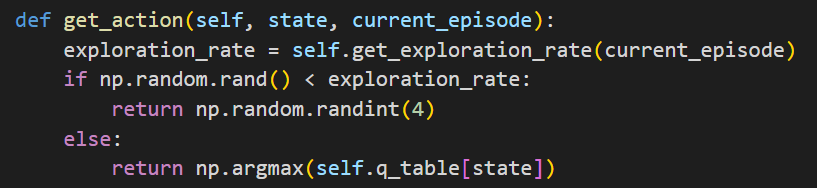 def get_action(self, state, current_episode):
    exploration_rate = self.get_exploration_rate(current_episode)
    if np.random.rand() < exploration_rate:
        return np.random.randint(4)
    else:
        return np.argmax(self.q_table[state])